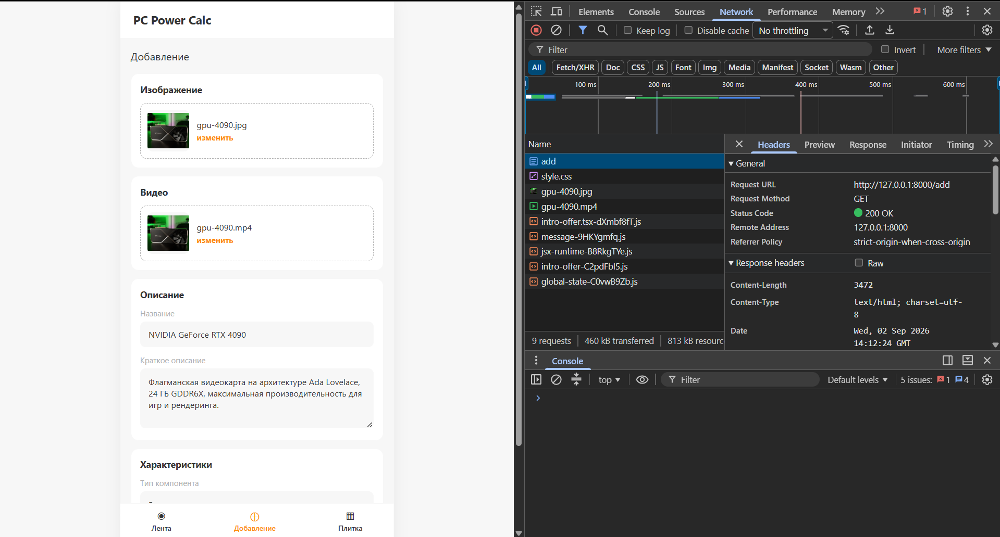 PC Power Calc
Добавление
Изображение
gpu-4090.jpg
изменить
Видео
gpu-4090.mp4
изменить
Описание
Название
NVIDIA GeForce RTX 4090
Краткое описание
Флагманская видеокарта на архитектуре Ada Lovelace,
24 ГБ GDDR6X, максимальная производительность для
игр и рендеринга.
Характеристики
Тип компонента
Лента
Добавление
Плитка
Elements Console Sources Network Performance Memory 1
Keep log Disable cache No throttling
Filter Invert More filters
All Fetch/XHR Doc CSS JS Font Img Media Manifest Socket Wasm Other
100 ms 200 ms 300 ms 400 ms 500 ms 600 ms
Name
add
style.css
gpu-4090.jpg
gpu-4090.mp4
intro-offer.tsx-dXmbf8fT.js
message-9HKYgmfq.js
jsx-runtime-B8RkgTYe.js
intro-offer-C2pdFbl5.js
global-state-C0vwB9Zb.js
9 requests 460 kB transferred 813 kB resourc
Headers Preview Response Initiator Timing
General
Request URL http://127.0.0.1:8000/add
Request Method GET
Status Code 200 OK
Remote Address 127.0.0.1:8000
Referrer Policy strict-origin-when-cross-origin
Response headers Raw
Content-Length 3472
Content-Type text/html; charset=utf-
8
Date Wed, 02 Sep 2026
14:12:24 GMT
Console
top Filter Default levels 5 issues: 1 4